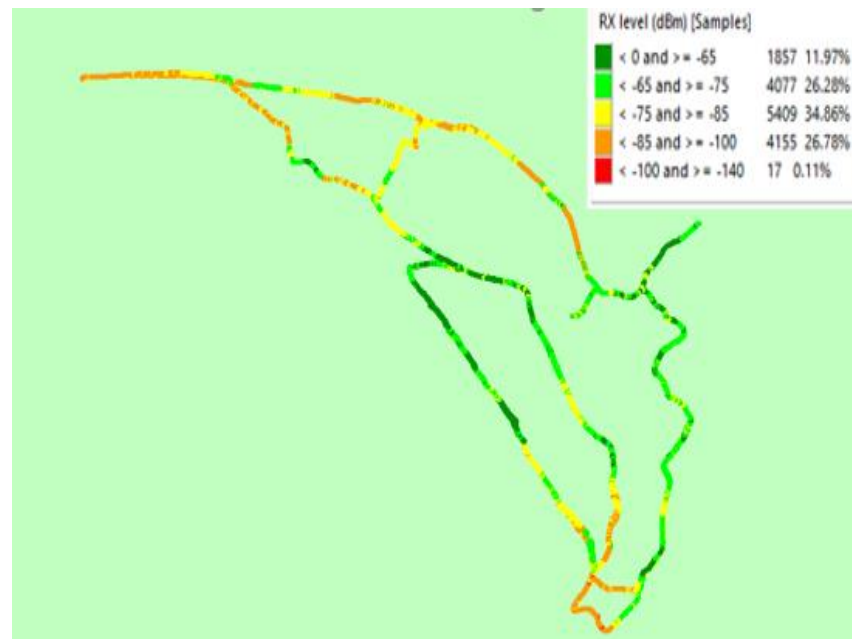 RX level (dBm) [Samples]
< 0 and >= -65 1857 11.97%
< -65 and >= -75 4077 26.28%
< -75 and >= -85 5409 34.86%
< -85 and >= -100 4155 26.78%
< -100 and >= -140 17 0.11%